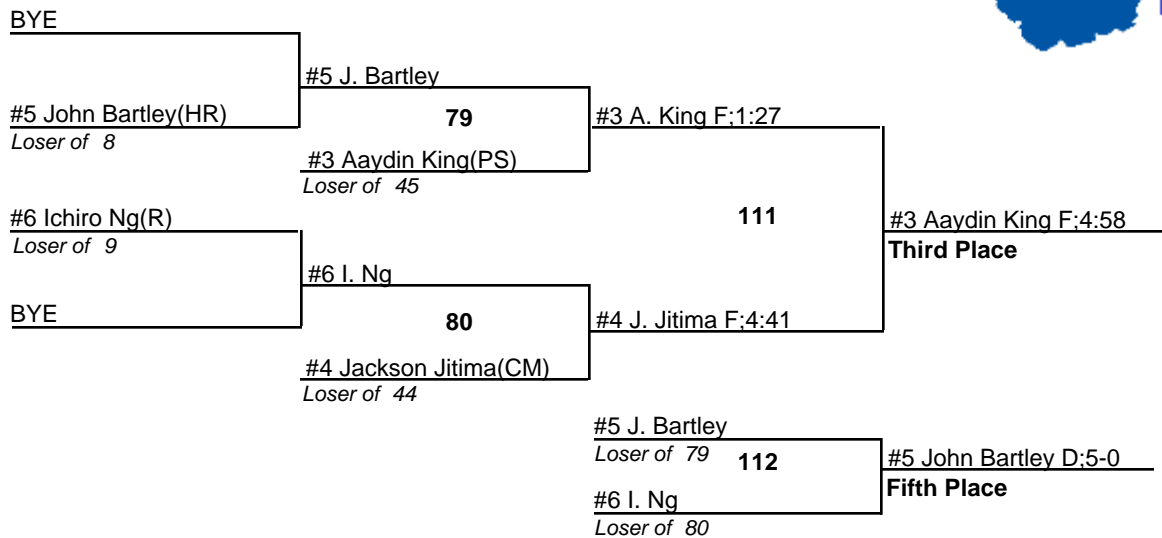 BYE
#5 J. Bartley
#5 John Bartley(HR)
Loser of 8
79
#3 A. King F;1:27
#3 Aaydin King(PS)
Loser of 45
#6 Ichiro Ng(R)
Loser of 9
111
#3 Aaydin King F;4:58
Third Place
#6 I. Ng
BYE
80
#4 J. Jitima F;4:41
#4 Jackson Jitima(CM)
Loser of 44
#5 J. Bartley
Loser of 79
112
#5 John Bartley D;5-0
Fifth Place
#6 I. Ng
Loser of 80